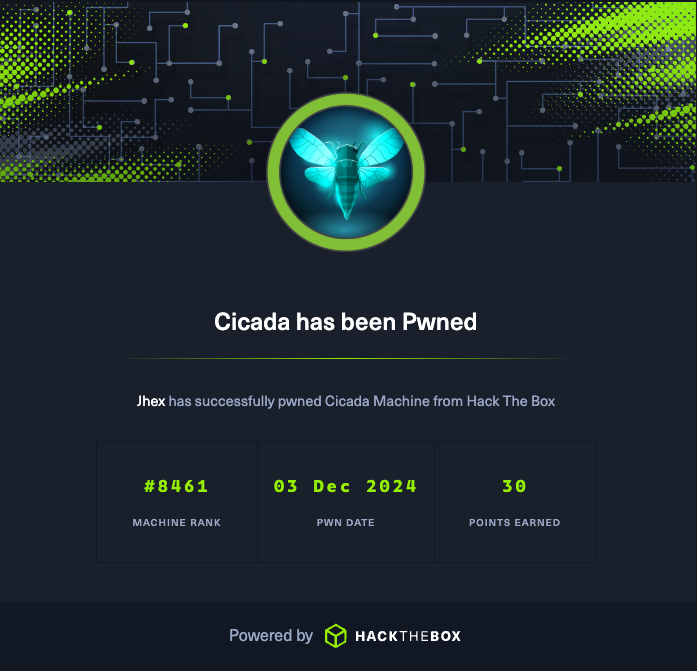 Cicada has been Pwned
Jhex has successfully pwned Cicada Machine from Hack The Box
#8461 03 Dec 2024 30
MACHINE RANK PWN DATE POINTS EARNED
Powered by HACKTHEBOX